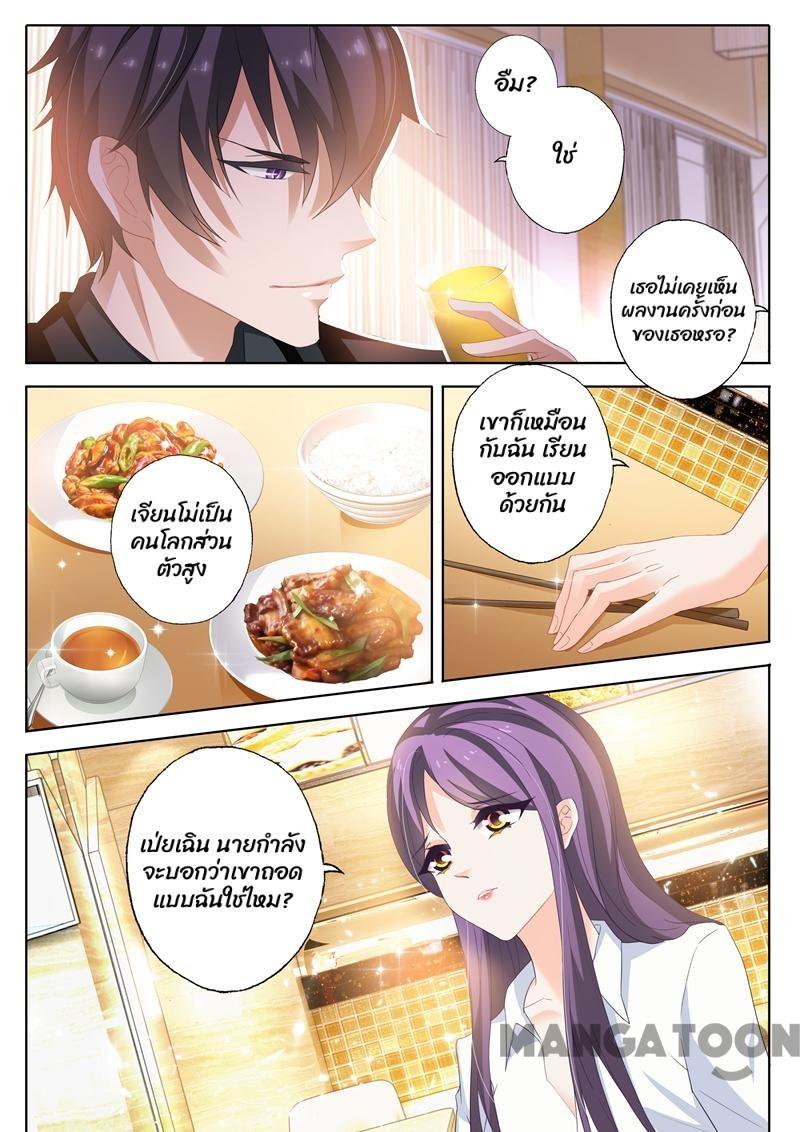 อืม?
ใช่
เธอไม่เคยเห็น
ผลงานครั้งก่อน
ของเธอหรอ?
เขาก็เหมือน
กับฉัน เรียน
ออกแบบ
ด้วยกัน
เจียนโม่เป็น
คนโลกส่วน
ตัวสูง
เป่ยเฉิน นายกำลัง
จะบอกว่าเขาถอด
แบบฉันใช่ไหม?
MANGATOON